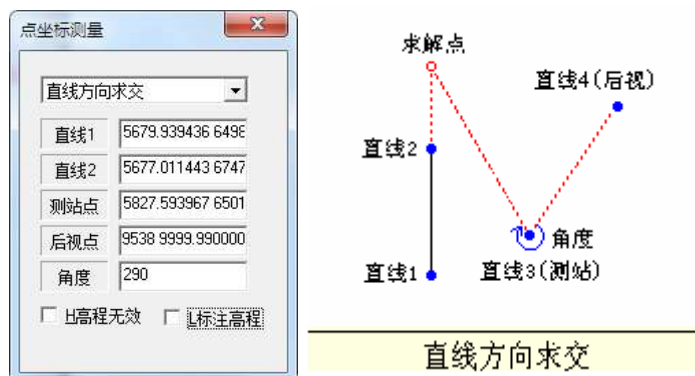 点坐标测量
直线方向求交
直线1 5679.939436 6498
直线2 5677.011443 6747
测站点 5827.593967 6501
后视点 9538 9999.990000
角度 290
H高程无效 L标注高程
求解点
直线4(后视)
直线2
角度
直线1 直线3(测站)
直线方向求交